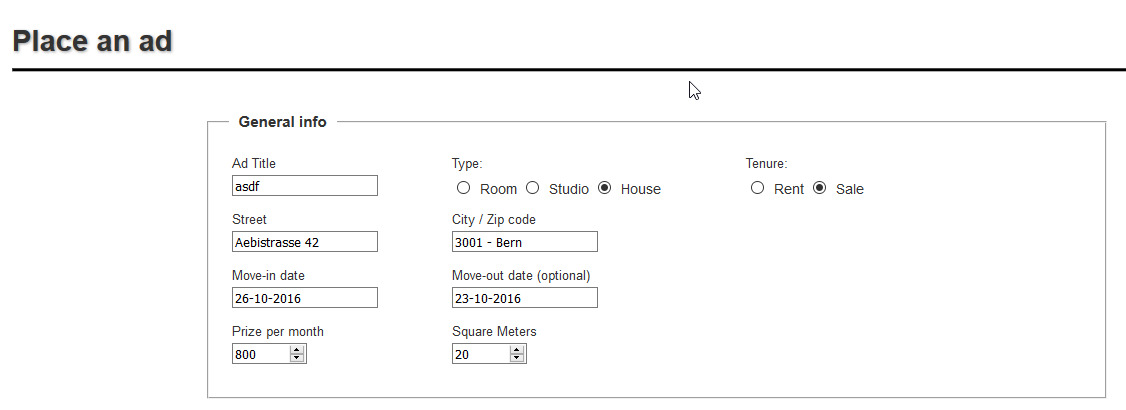 Place an ad
General info
Ad Title
Type:
Tenure:
asdf
Room Studio House
Rent Sale
Street
City / Zip code
Aebistrasse 42
3001 - Bern
Move-in date
Move-out date (optional)
26-10-2016
23-10-2016
Prize per month
Square Meters
800
20